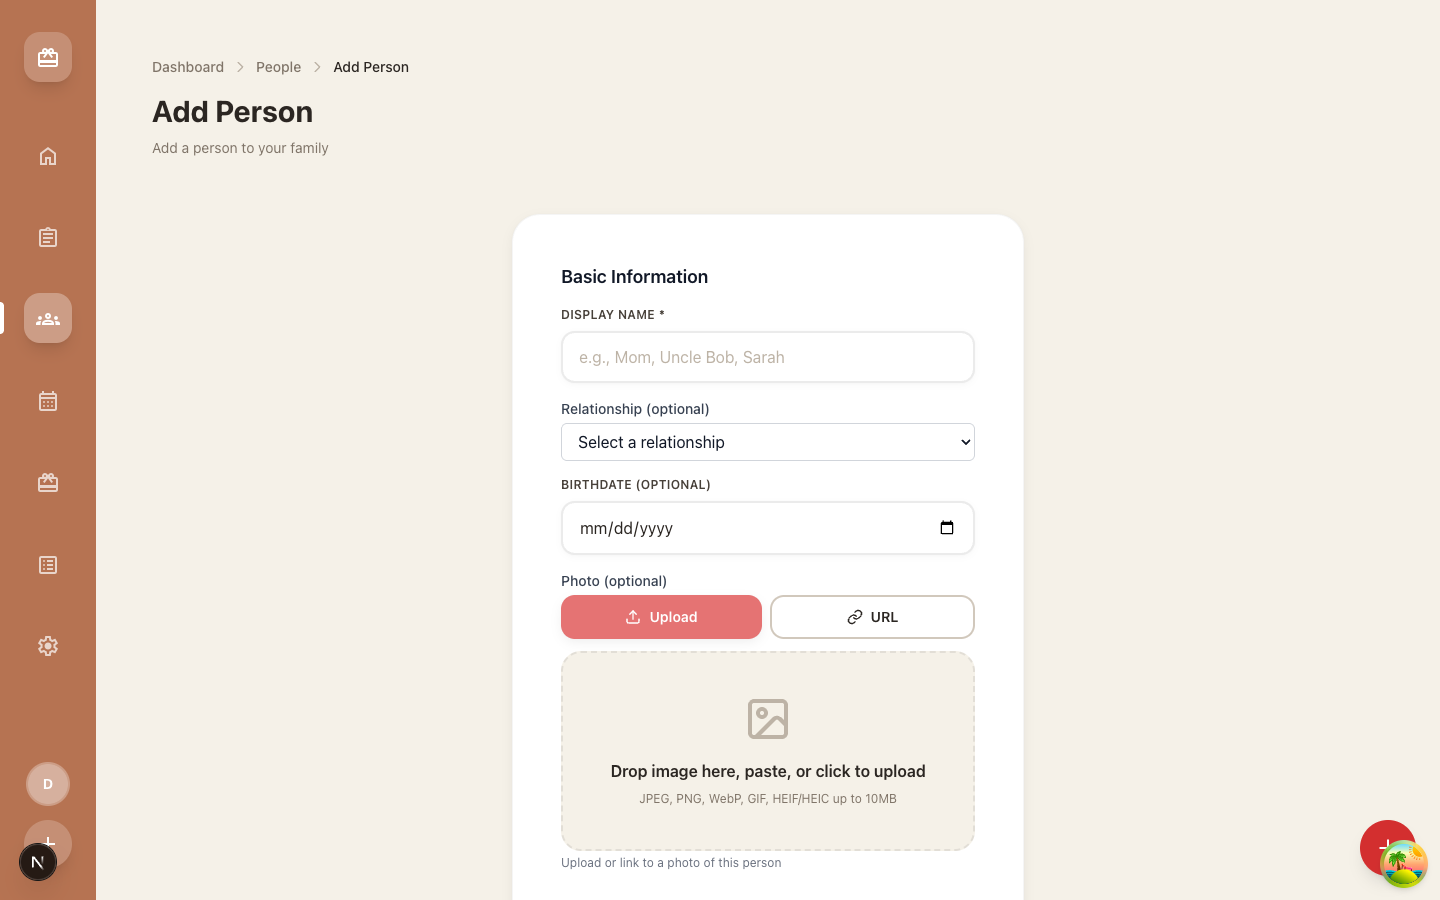 Dashboard > People > Add Person
Add Person
Add a person to your family
Basic Information
DISPLAY NAME *
e.g., Mom, Uncle Bob, Sarah
Relationship (optional)
Select a relationship
BIRTHDATE (OPTIONAL)
mm/dd/yyyy
Photo (optional)
Upload
URL
Drop image here, paste, or click to upload
JPEG, PNG, WebP, GIF, HEIF/HEIC up to 10MB
Upload or link to a photo of this person
D
N